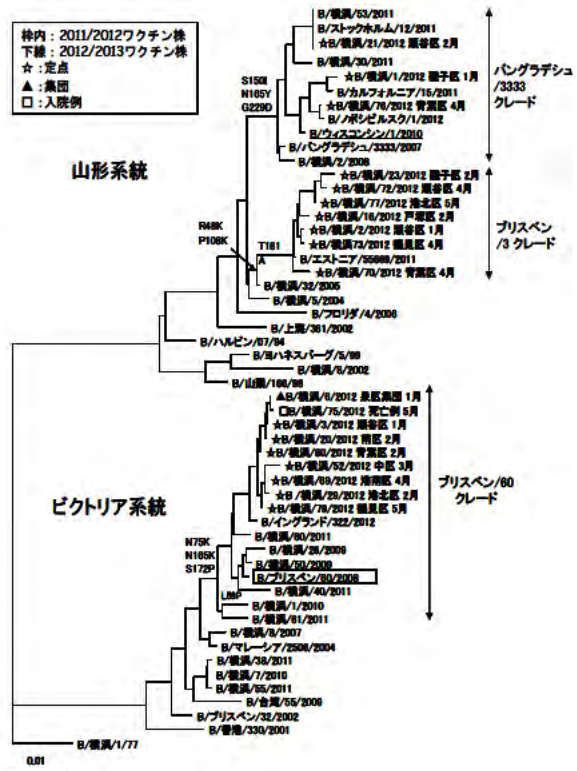 枠内：2011/2012ワクチン株
下線：2012/2013ワクチン株
☆：定点
▲：集団
□：入院例
山形系統
B/横浜/53/2011
B/ストックホルム/12/2011
☆B/横浜/21/2012 瀬谷区 2月
B/横浜/30/2011
☆B/横浜/1/2012 磯子区 1月
B/カルフォルニア/15/2011
☆B/横浜/76/2012 青葉区 4月
B/ノボシビルスク/1/2012
B/ウィスコンシン/1/2010
B/バングラデシュ/3333/2007
B/横浜/2/2008
S150I
N165Y
G229D
バングラデシュ
/3333
クレード
☆B/横浜/23/2012 磯子区 2月
☆B/横浜/72/2012 瀬谷区 4月
☆B/横浜/77/2012 港北区 5月
☆B/横浜/16/2012 戸塚区 2月
☆B/横浜/2/2012 瀬谷区 1月
☆B/横浜73/2012 鶴見区 4月
B/エストニア/55669/2011
☆B/横浜/70/2012 青葉区 4月
R48K
P108K
T181
A
ブリスベン
/3 クレード
B/横浜/32/2005
B/横浜/5/2004
B/フロリダ/4/2006
B/上海/361/2002
B/ハルビン/07/94
B/ヨハネスバーグ/5/99
B/横浜/8/2002
B/山梨/166/98
ビクトリア系統
▲B/横浜/6/2012 泉区集団 1月
□B/横浜/75/2012 死亡例 5月
☆B/横浜/3/2012 瀬谷区 1月
☆B/横浜/20/2012 南区 2月
☆B/横浜/80/2012 青葉区 2月
☆B/横浜/52/2012 中区 3月
☆B/横浜/69/2012 港南区 4月
☆B /横浜/29/2012 港北区 2月
☆B/横浜/79/2012 鶴見区 5月
B/イングランド/322/2012
B/横浜/60/2011
B/横浜/26/2009
B/横浜/50/2009
B/ブリスベン/60/2008
B/横浜/40/2011
B/横浜/1/2010
B/横浜/61/2011
N75K
N165K
S172P
L58P
ブリスベン/60
クレード
B/横浜/8/2007
B/マレーシア/2506/2004
B/横浜/38/2011
B/横浜/7/2010
B/横浜/55/2011
B/台湾/55/2009
B/ブリスベン/32/2002
B/香港/330/2001
B/横浜/1/77
0.01